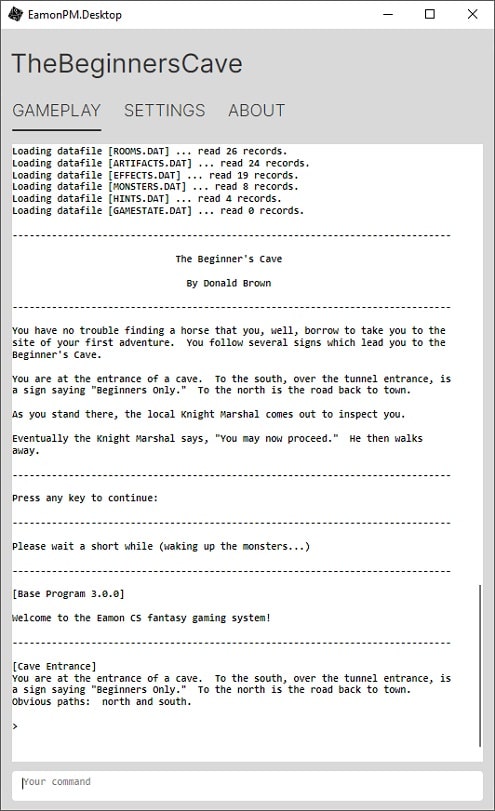 EamonPM.Desktop
TheBeginnersCave
GAMEPLAY SETTINGS ABOUT
Loading datafile [ROOMS.DAT] ... read 26 records.
Loading datafile [ARTIFACTS.DAT] ... read 24 records.
Loading datafile [EFFECTS.DAT] ... read 19 records.
Loading datafile [MONSTERS.DAT] ... read 8 records.
Loading datafile [HINTS.DAT] ... read 4 records.
Loading datafile [GAMESTATE.DAT] ... read 0 records.
------------------------------------------------------------------------------
The Beginner's Cave
By Donald Brown
------------------------------------------------------------------------------
You have no trouble finding a horse that you, well, borrow to take you to the
site of your first adventure.  You follow several signs which lead you to the
Beginner's Cave.
You are at the entrance of a cave.  To the south, over the tunnel entrance, is
a sign saying "Beginners Only."  To the north is the road back to town.
As you stand there, the local Knight Marshal comes out to inspect you.
Eventually the Knight Marshal says, "You may now proceed."  He then walks
away.
------------------------------------------------------------------------------
Press any key to continue:
------------------------------------------------------------------------------
Please wait a short while (waking up the monsters...)
------------------------------------------------------------------------------
[Base Program 3.0.0]
Welcome to the Eamon CS fantasy gaming system!
------------------------------------------------------------------------------
[Cave Entrance]
You are at the entrance of a cave.  To the south, over the tunnel entrance, is
a sign saying "Beginners Only."  To the north is the road back to town.
Obvious paths:  north and south.
>
Your command